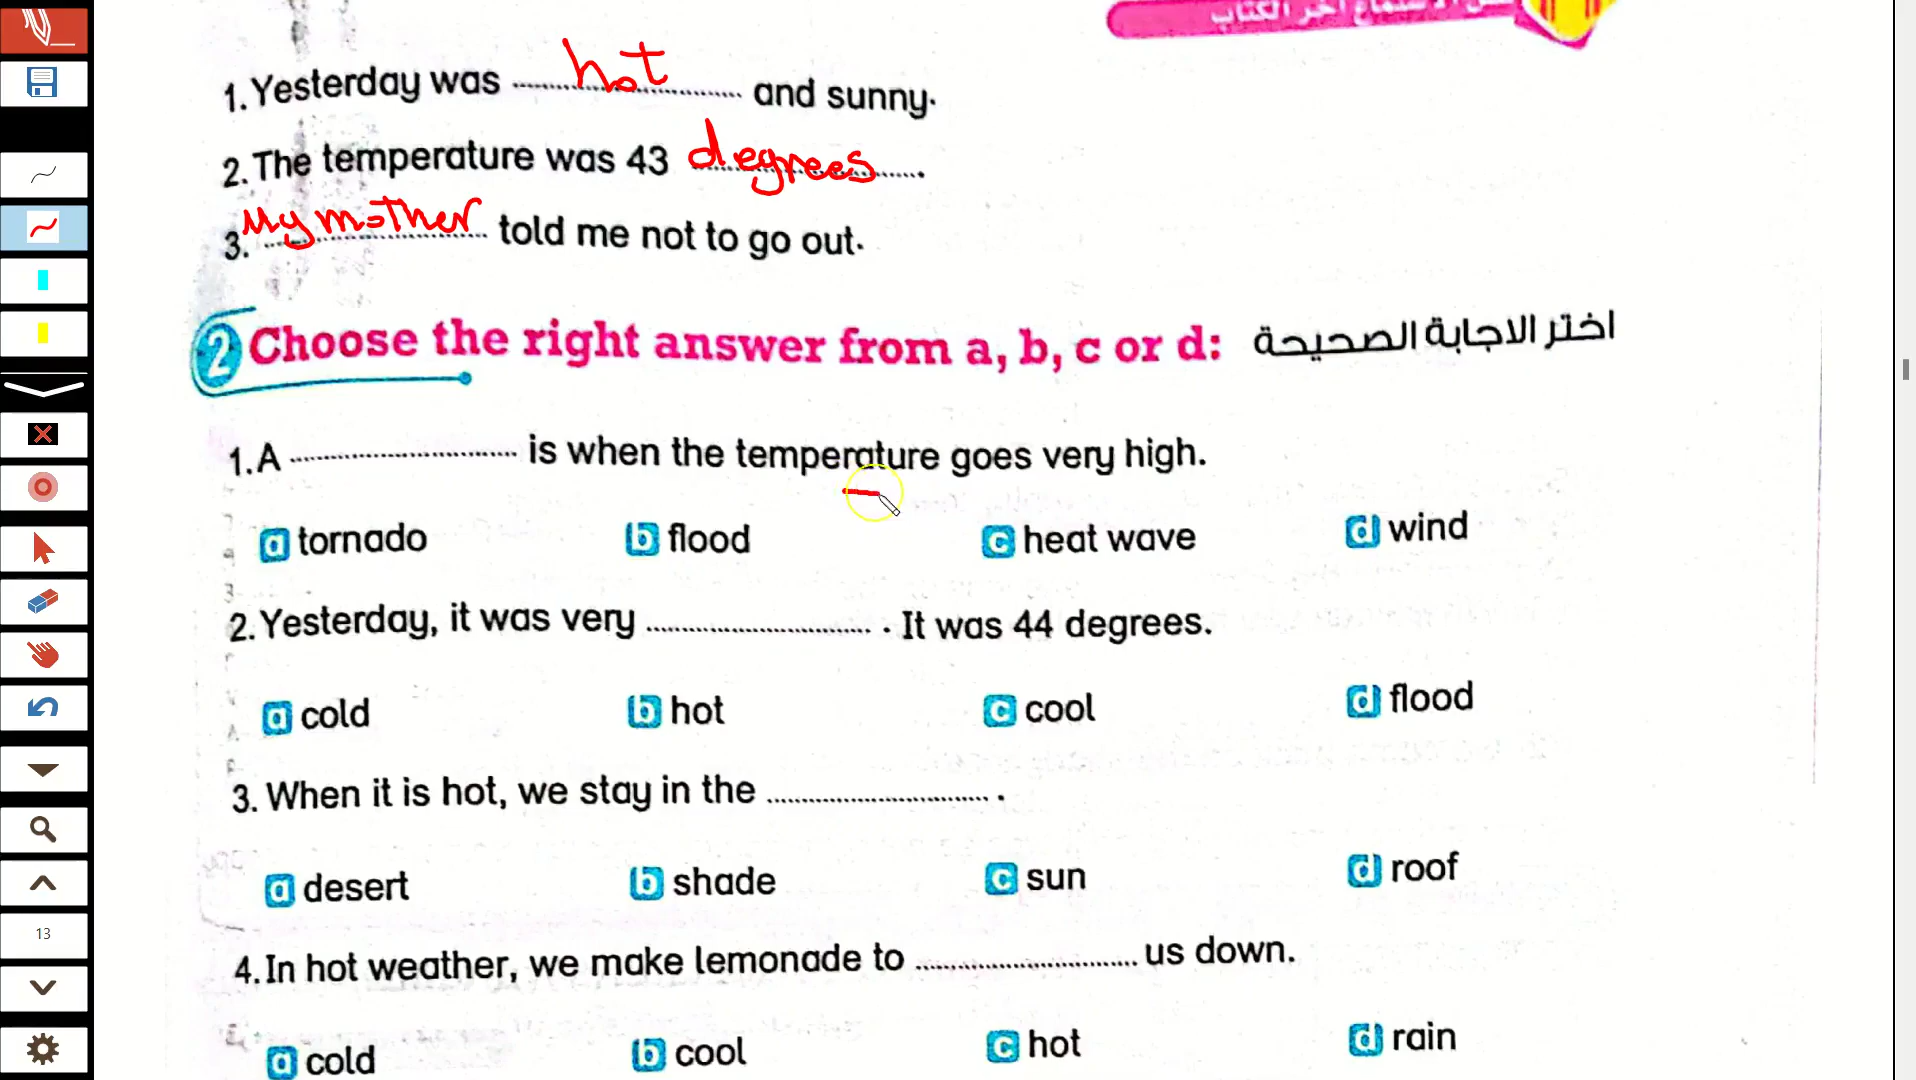 الاستماع اخر الكتاب
1. Yesterday was hot and sunny.
2. The temperature was 43 degrees.
3. My mother told me not to go out.
2 Choose the right answer from a, b, c or d: اختر الاجابة الصحيحة
1. A is when the temperature goes very high.
a tornado b flood c heat wave d wind
2. Yesterday, it was very . It was 44 degrees.
a cold b hot c cool d flood
3. When it is hot, we stay in the .
a desert b shade c sun d roof
4. In hot weather, we make lemonade to us down.
a cold b cool c hot d rain
13